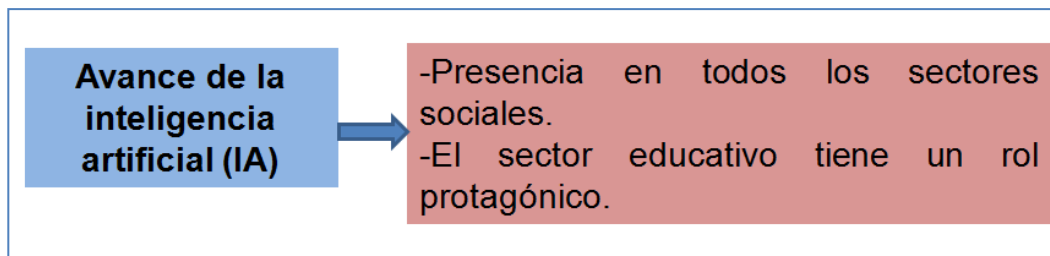 Avance de la
inteligencia
artificial (IA)
-Presencia en todos los sectores
sociales.
-El sector educativo tiene un rol
protagónico.